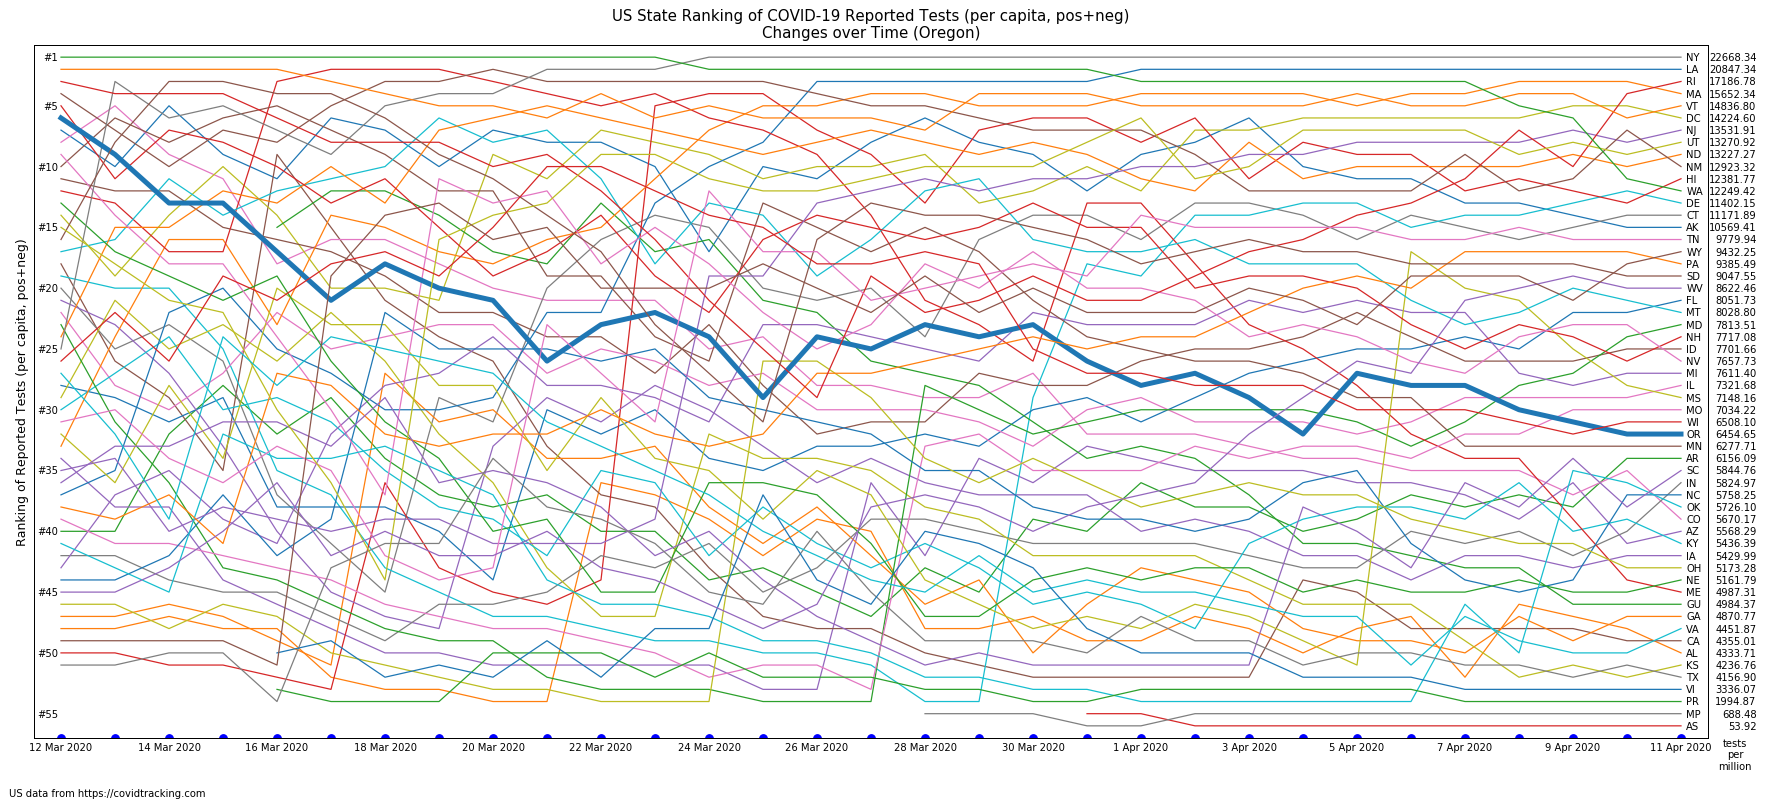 US State Ranking of COVID-19 Reported Tests (per capita, pos+neg)
Changes over Time (Oregon)
Ranking of Reported Tests (per capita, pos+neg)
#1
#5
#10
#15
#20
#25
#30
#35
#40
#45
#50
#55
NY 22668.34
LA 20847.34
RI 17186.78
MA 15652.34
VT 14836.80
DC 14224.60
NJ 13531.91
UT 13270.92
ND 13227.27
NM 12923.32
HI 12381.77
WA 12249.42
DE 11402.15
CT 11171.89
AK 10569.41
TN 9779.94
WY 9432.25
PA 9385.49
SD 9047.55
WV 8622.46
FL 8051.73
MT 8028.80
MD 7813.51
NH 7717.08
ID 7701.66
NV 7657.73
MI 7611.40
IL 7321.68
MS 7148.16
MO 7034.22
WI 6508.10
OR 6454.65
MN 6277.71
AR 6156.09
SC 5844.76
IN 5824.97
NC 5758.25
OK 5726.10
CO 5670.17
AZ 5568.29
KY 5436.39
IA 5429.99
OH 5173.28
NE 5161.79
ME 4987.31
GU 4984.37
GA 4870.77
VA 4451.87
CA 4355.01
AL 4333.71
KS 4236.76
TX 4156.90
VI 3336.07
PR 1994.87
MP 688.48
AS 53.92
12 Mar 2020 14 Mar 2020 16 Mar 2020 18 Mar 2020 20 Mar 2020 22 Mar 2020 24 Mar 2020 26 Mar 2020 28 Mar 2020 30 Mar 2020 1 Apr 2020 3 Apr 2020 5 Apr 2020 7 Apr 2020 9 Apr 2020 11 Apr 2020
tests
per
million
US data from https://covidtracking.com